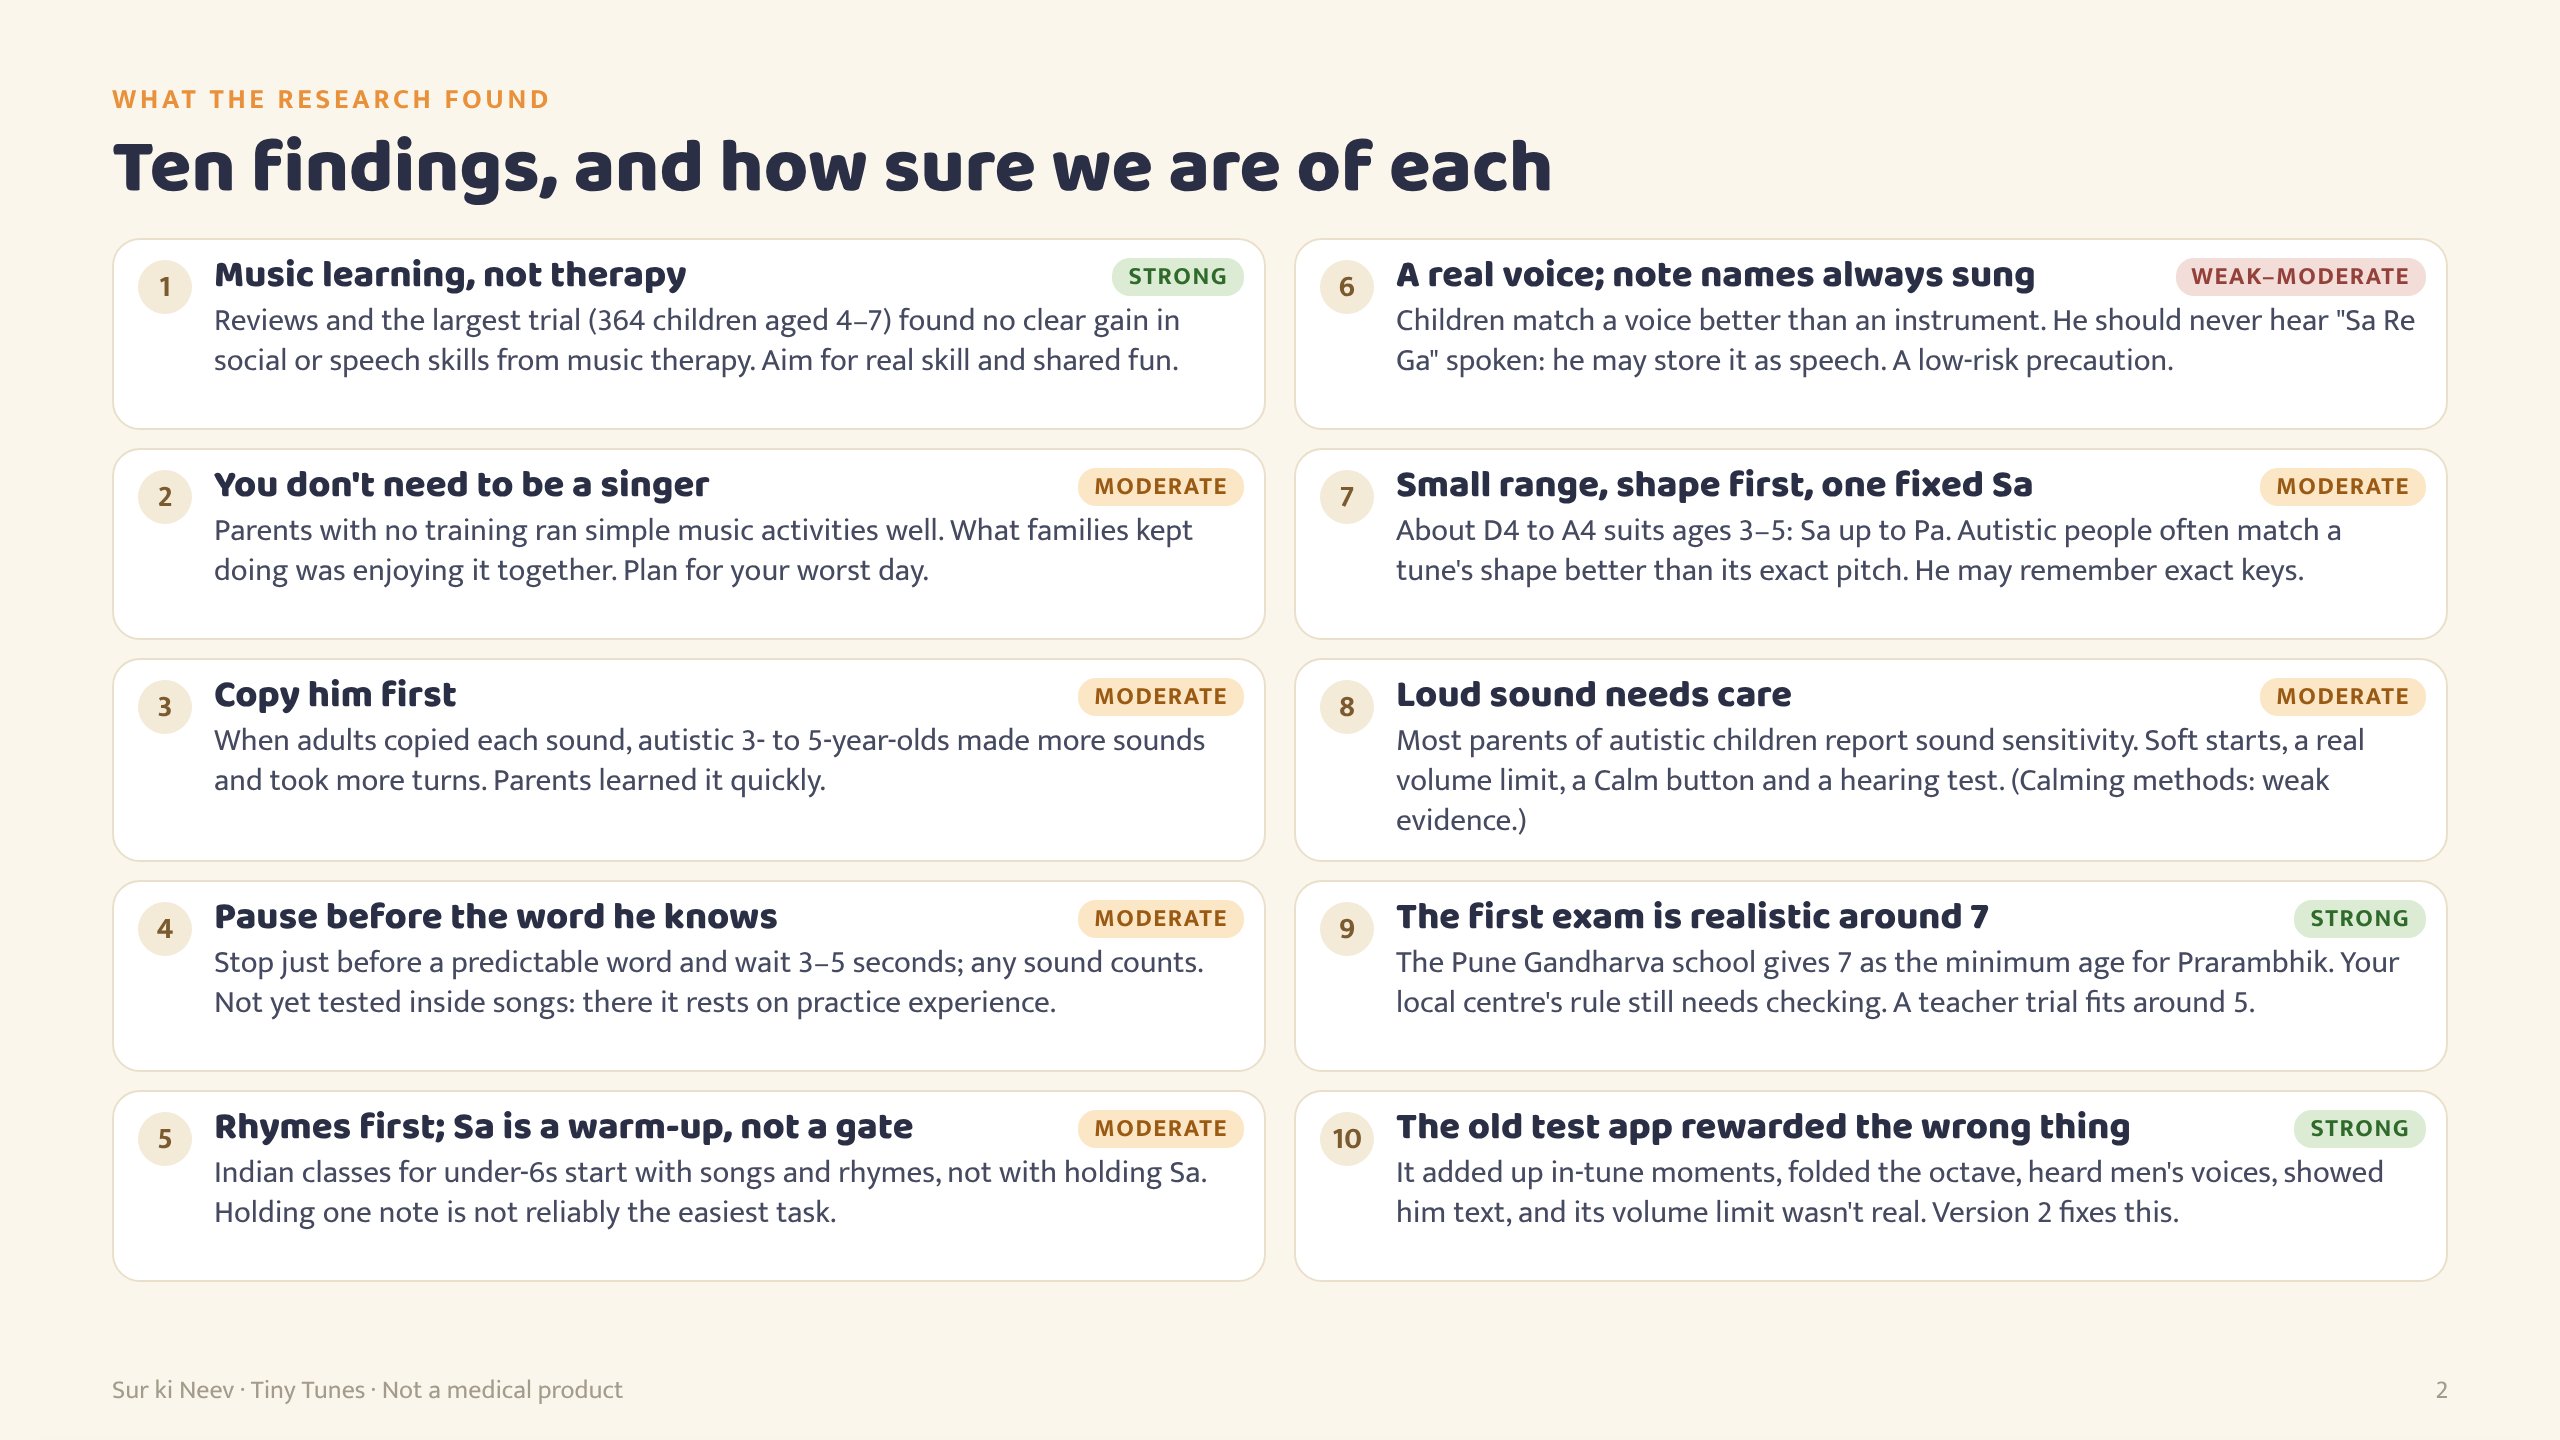 WHAT THE RESEARCH FOUND
Ten findings, and how sure we are of each
1
Music learning, not therapy
STRONG
Reviews and the largest trial (364 children aged 4–7) found no clear gain in
social or speech skills from music therapy. Aim for real skill and shared fun.
2
You don't need to be a singer
MODERATE
Parents with no training ran simple music activities well. What families kept
doing was enjoying it together. Plan for your worst day.
3
Copy him first
MODERATE
When adults copied each sound, autistic 3- to 5-year-olds made more sounds
and took more turns. Parents learned it quickly.
4
Pause before the word he knows
MODERATE
Stop just before a predictable word and wait 3–5 seconds; any sound counts.
Not yet tested inside songs: there it rests on practice experience.
5
Rhymes first; Sa is a warm-up, not a gate
MODERATE
Indian classes for under-6s start with songs and rhymes, not with holding Sa.
Holding one note is not reliably the easiest task.
6
A real voice; note names always sung
WEAK–MODERATE
Children match a voice better than an instrument. He should never hear "Sa Re
Ga" spoken: he may store it as speech. A low-risk precaution.
7
Small range, shape first, one fixed Sa
MODERATE
About D4 to A4 suits ages 3–5: Sa up to Pa. Autistic people often match a
tune's shape better than its exact pitch. He may remember exact keys.
8
Loud sound needs care
MODERATE
Most parents of autistic children report sound sensitivity. Soft starts, a real
volume limit, a Calm button and a hearing test. (Calming methods: weak
evidence.)
9
The first exam is realistic around 7
STRONG
The Pune Gandharva school gives 7 as the minimum age for Prarambhik. Your
local centre's rule still needs checking. A teacher trial fits around 5.
10
The old test app rewarded the wrong thing
STRONG
It added up in-tune moments, folded the octave, heard men's voices, showed
him text, and its volume limit wasn't real. Version 2 fixes this.
Sur ki Neev · Tiny Tunes · Not a medical product
2